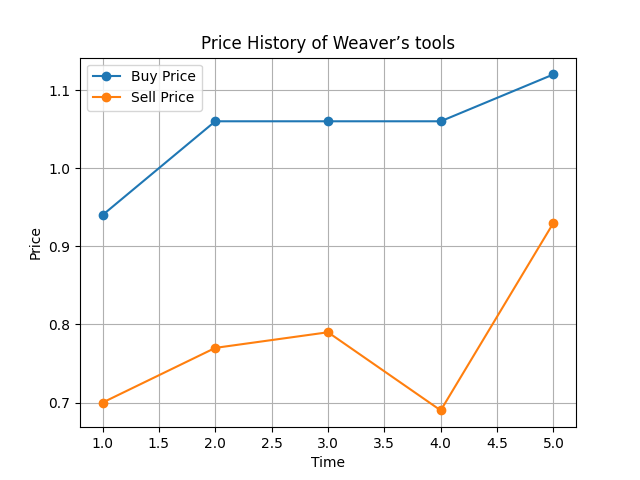 Price History of Weaver’s tools
Buy Price
Sell Price
Price
1.1
1.0
0.9
0.8
0.7
1.0 1.5 2.0 2.5 3.0 3.5 4.0 4.5 5.0
Time